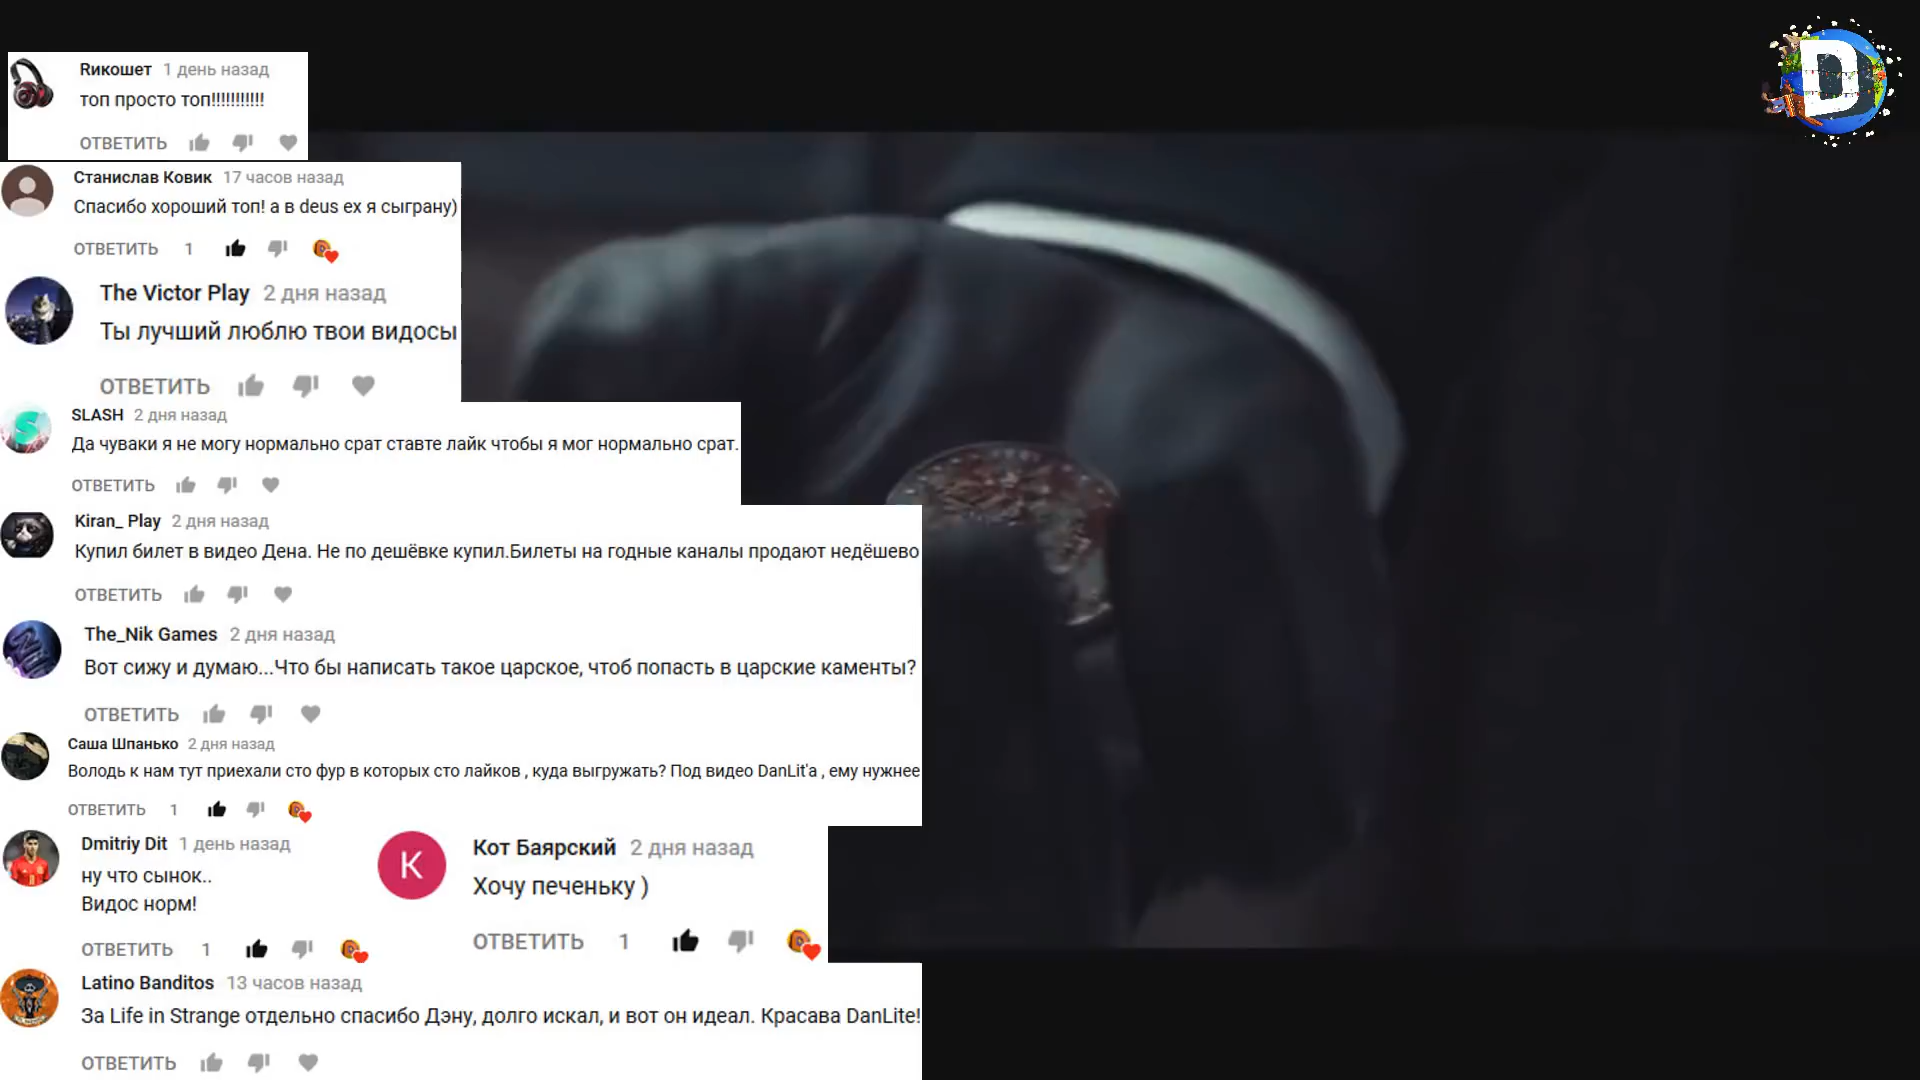 Rикошет 1 день назад
топ просто топ!!!!!!!!!!!
ОТВЕТИТЬ
Станислав Ковик 17 часов назад
Спасибо хороший топ! а в deus ex я сыграну)
ОТВЕТИТЬ 1
The Victor Play 2 дня назад
Ты лучший люблю твои видосы
ОТВЕТИТЬ
SLASH 2 дня назад
Да чуваки я не могу нормально срат ставте лайк чтобы я мог нормально срат.
ОТВЕТИТЬ
Kiran_ Play 2 дня назад
Купил билет в видео Дена. Не по дешёвке купил.Билеты на годные каналы продают недёшево
ОТВЕТИТЬ
The_Nik Games 2 дня назад
Вот сижу и думаю...Что бы написать такое царское, чтоб попасть в царские каменты?
ОТВЕТИТЬ
Саша Шпанько 2 дня назад
Володь к нам тут приехали сто фур в которых сто лайков , куда выгружать? Под видео DanLit'a , ему нужнее
ОТВЕТИТЬ 1
Dmitriy Dit 1 день назад
ну что сынок..
Видос норм!
ОТВЕТИТЬ 1
К
Кот Баярский 2 дня назад
Хочу печеньку )
ОТВЕТИТЬ 1
Latino Banditos 13 часов назад
За Life in Strange отдельно спасибо Дэну, долго искал, и вот он идеал. Красава DanLite!
ОТВЕТИТЬ
D